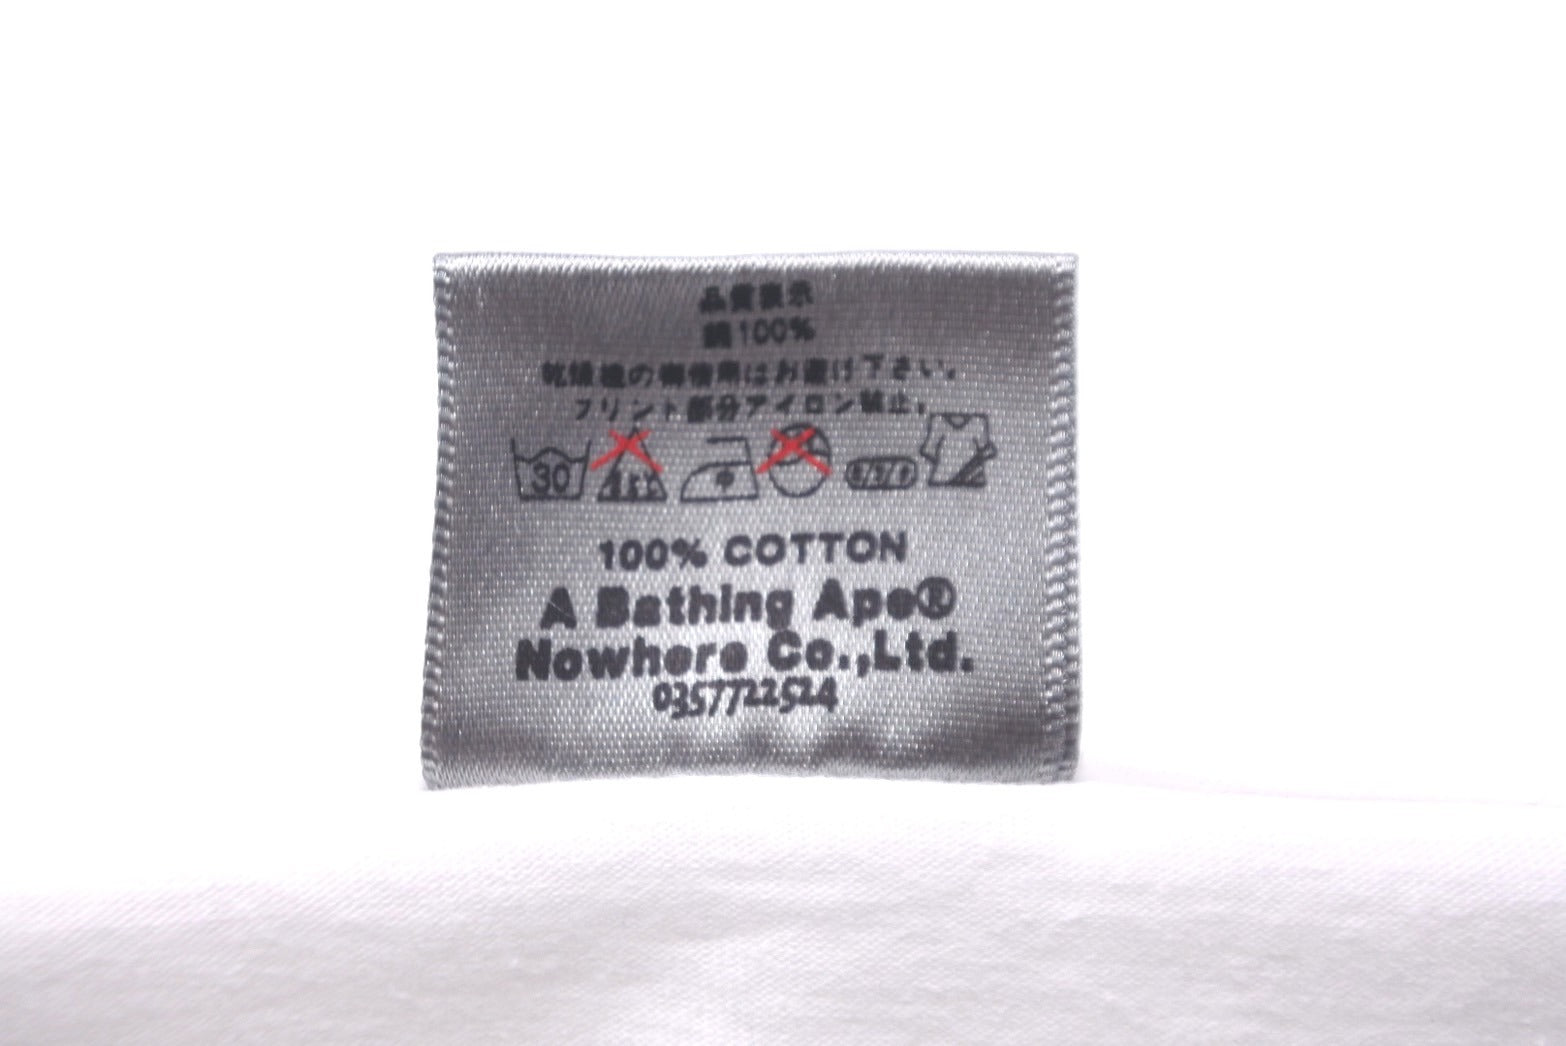 品質表示
綿100%
乾燥機の御使用はお避け下さい。
プリント部分アイロン禁止。
30
100% COTTON
A Bathing Ape®
Nowhere Co.,Ltd.
0357722524